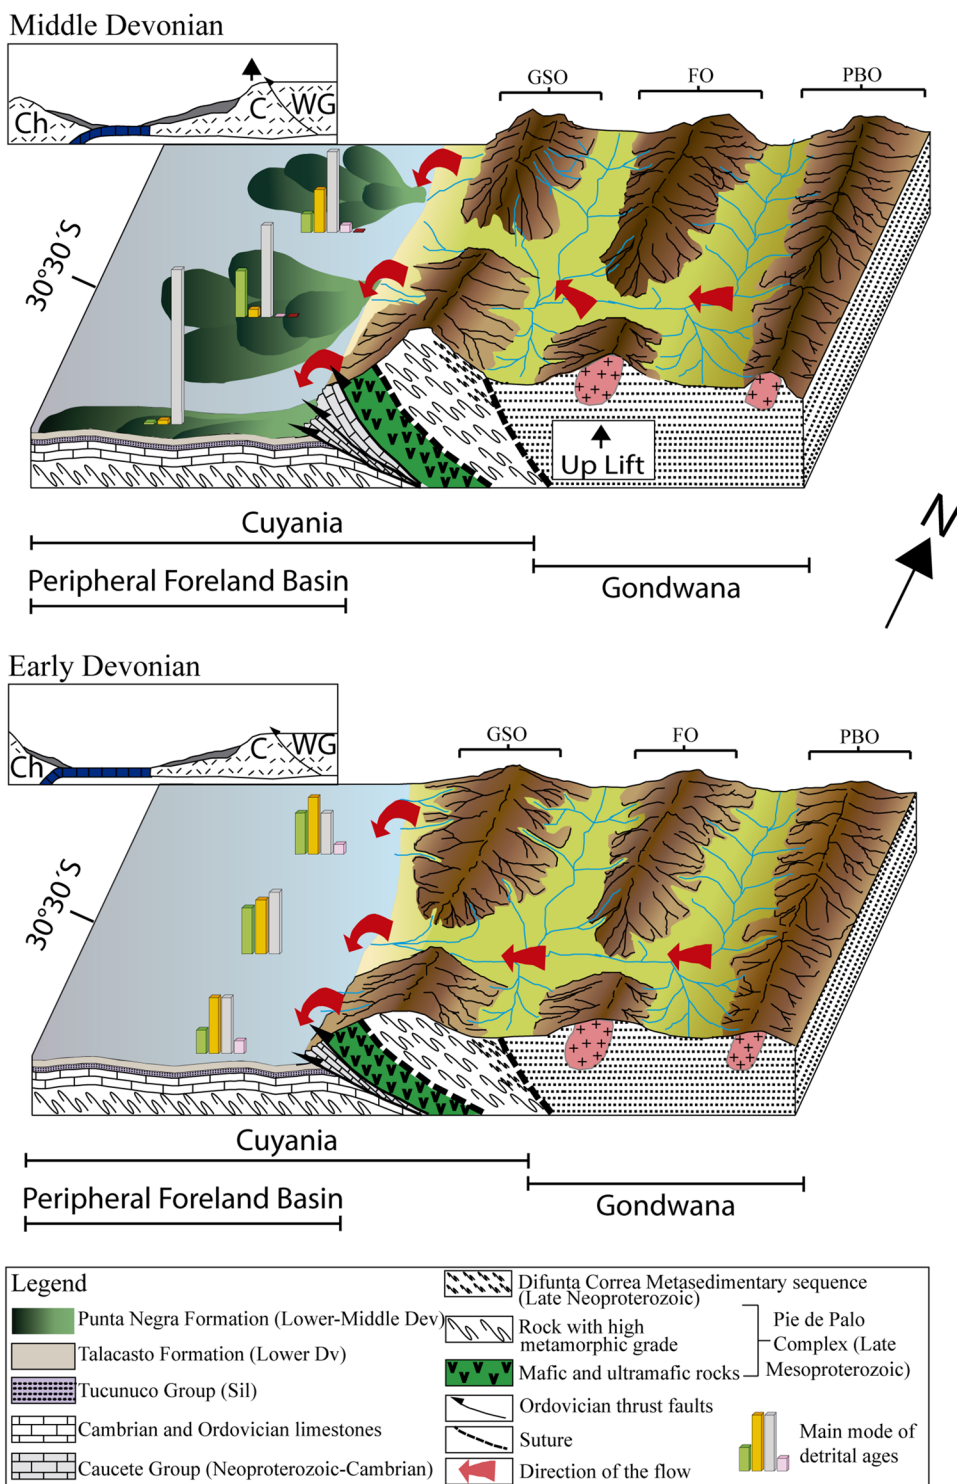 Middle Devonian
Ch
C
WG
GSO
FO
PBO
30°30´S
Up Lift
Cuyania
Peripheral Foreland Basin
Gondwana
N
Early Devonian
Ch
C
WG
GSO
FO
PBO
30°30´S
Cuyania
Peripheral Foreland Basin
Gondwana
Legend
Punta Negra Formation (Lower-Middle Dev)
Talacasto Formation (Lower Dv)
Tucunuco Group (Sil)
Cambrian and Ordovician limestones
Caucete Group (Neoproterozoic-Cambrian)
Difunta Correa Metasedimentary sequence
(Late Neoproterozoic)
Rock with high
metamorphic grade
Mafic and ultramafic rocks
Pie de Palo
Complex (Late
Mesoproterozoic)
Ordovician thrust faults
Suture
Direction of the flow
Main mode of
detrital ages